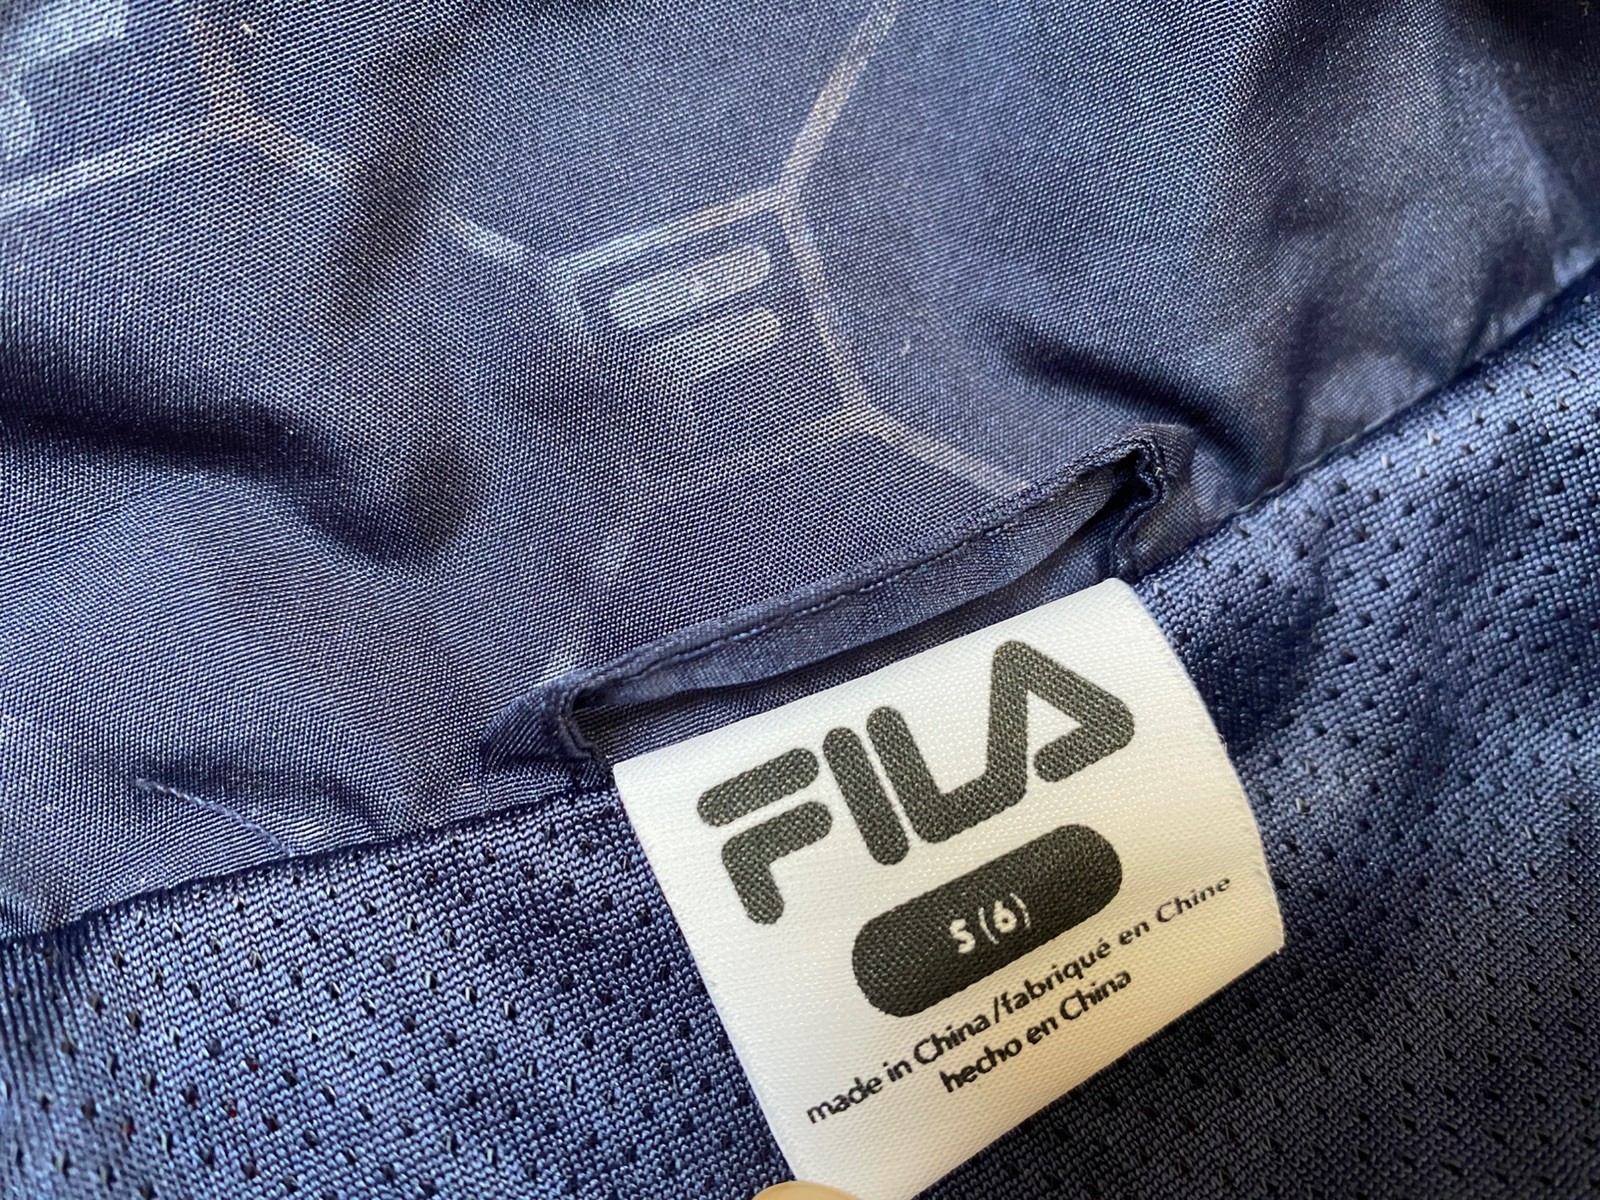 FILA
S (6)
made in China/fabriqué en Chine
hecho en China